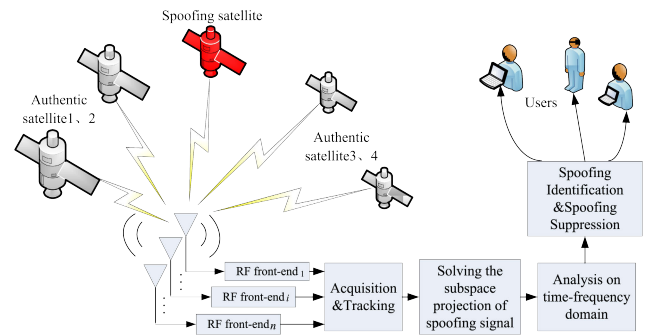 Spoofing satellite
Authentic
satellite1、2
Authentic
satellite3、4
Users
Spoofing
Identification
&Spoofing
Suppression
RF front-end1
RF front-endi
RF front-endn
Acquisition
&Tracking
Solving the
subspace
projection of
spoofing signal
Analysis on
time-frequency
domain